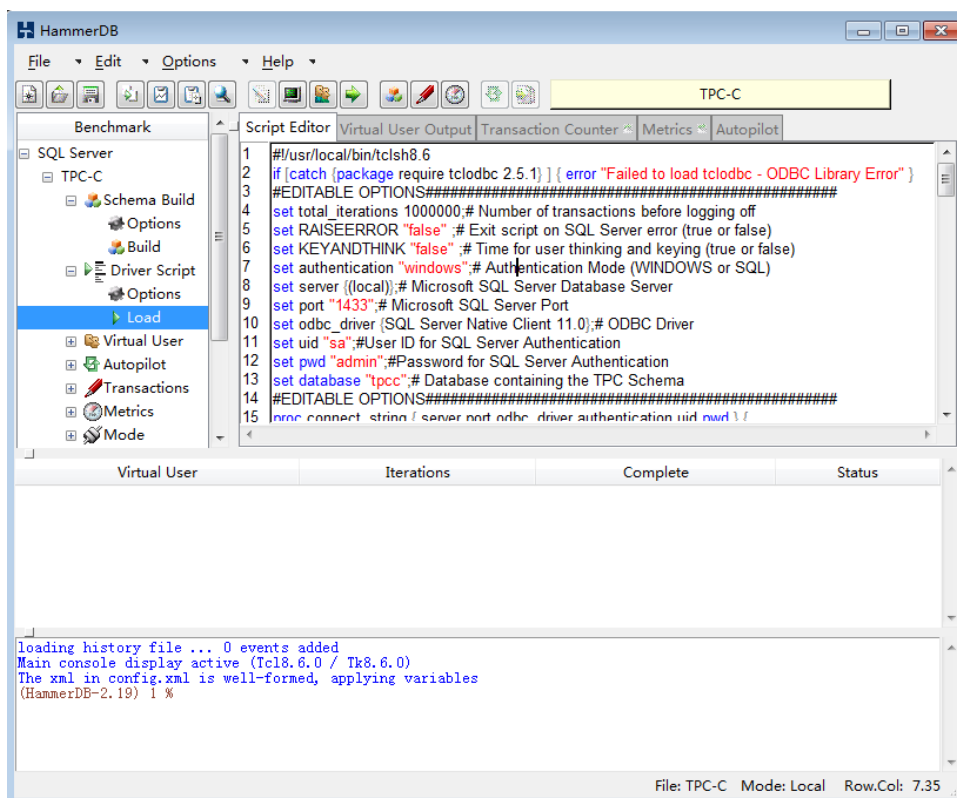 HammerDB
File Edit Options Help
TPC-C
Benchmark
SQL Server
TPC-C
Schema Build
Options
Build
Driver Script
Options
Load
Virtual User
Autopilot
Transactions
Metrics
Mode
Script Editor Virtual User Output Transaction Counter Metrics Autopilot
1 #!/usr/local/bin/tclsh8.6
2 if [catch {package require tclodbc 2.5.1} ] { error "Failed to load tclodbc - ODBC Library Error" }
3 #EDITABLE OPTIONS##################################################
4 set total_iterations 1000000;# Number of transactions before logging off
5 set RAISEERROR "false" ;# Exit script on SQL Server error (true or false)
6 set KEYANDTHINK "false" ;# Time for user thinking and keying (true or false)
7 set authentication "windows";# Authentication Mode (WINDOWS or SQL)
8 set server {(local)};# Microsoft SQL Server Database Server
9 set port "1433";# Microsoft SQL Server Port
10 set odbc_driver {SQL Server Native Client 11.0};# ODBC Driver
11 set uid "sa";#User ID for SQL Server Authentication
12 set pwd "admin";#Password for SQL Server Authentication
13 set database "tpcc";# Database containing the TPC Schema
14 #EDITABLE OPTIONS##################################################
15 proc connect_string { server port odbc_driver authentication uid pwd } {
Virtual User Iterations Complete Status
loading history file ... 0 events added
Main console display active (Tcl8.6.0 / Tk8.6.0)
The xml in config.xml is well-formed, applying variables
(HammerDB-2.19) 1 %
File: TPC-C Mode: Local Row.Col: 7.35